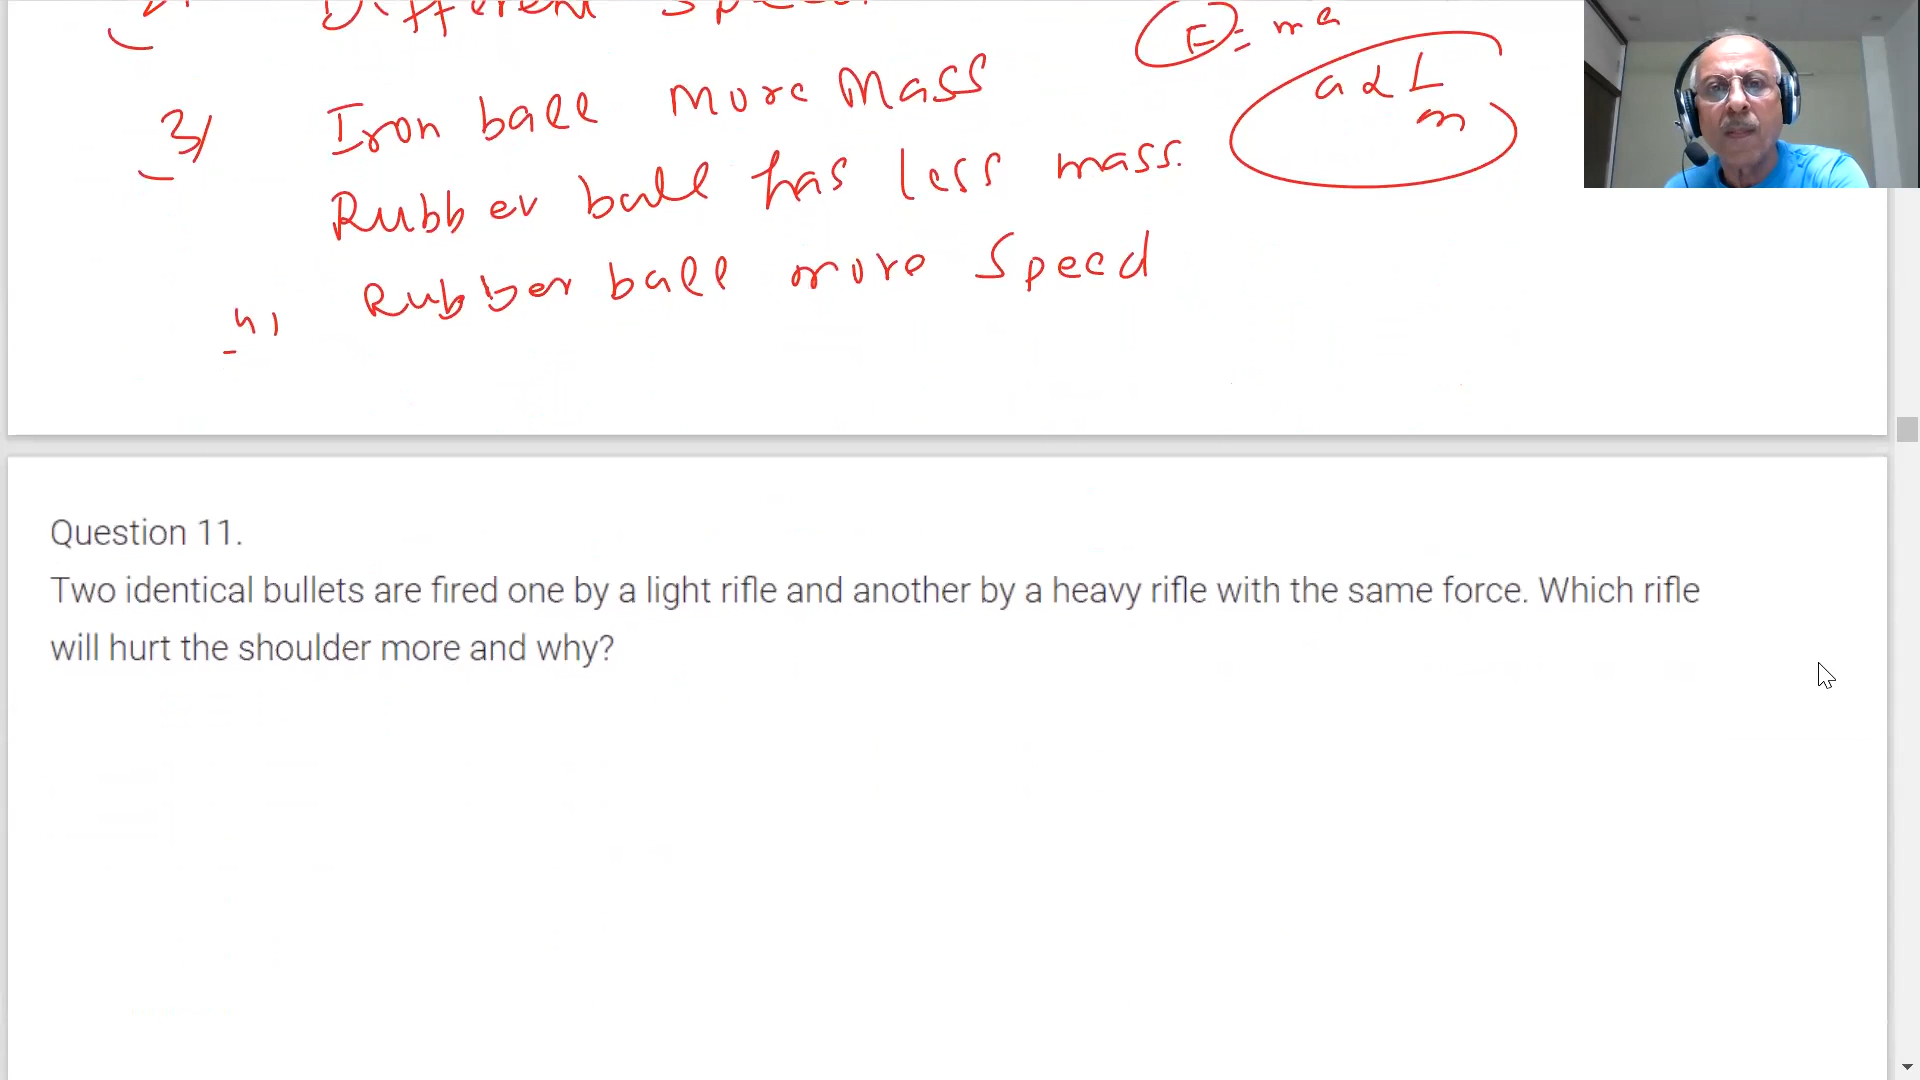 Different Speed
F = ma
3)
Iron ball more Mass
a α 1
m
Rubber ball has less mass.
4)
Rubber ball more Speed
Question 11.
Two identical bullets are fired one by a light rifle and another by a heavy rifle with the same force. Which rifle
will hurt the shoulder more and why?